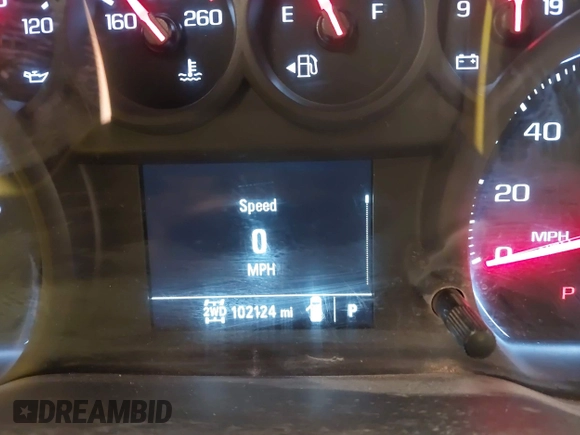 120
160 260
E F
9 19
Speed
0
MPH
2WD 102124 mi P
40
20
0 MPH
P
DREAMBID